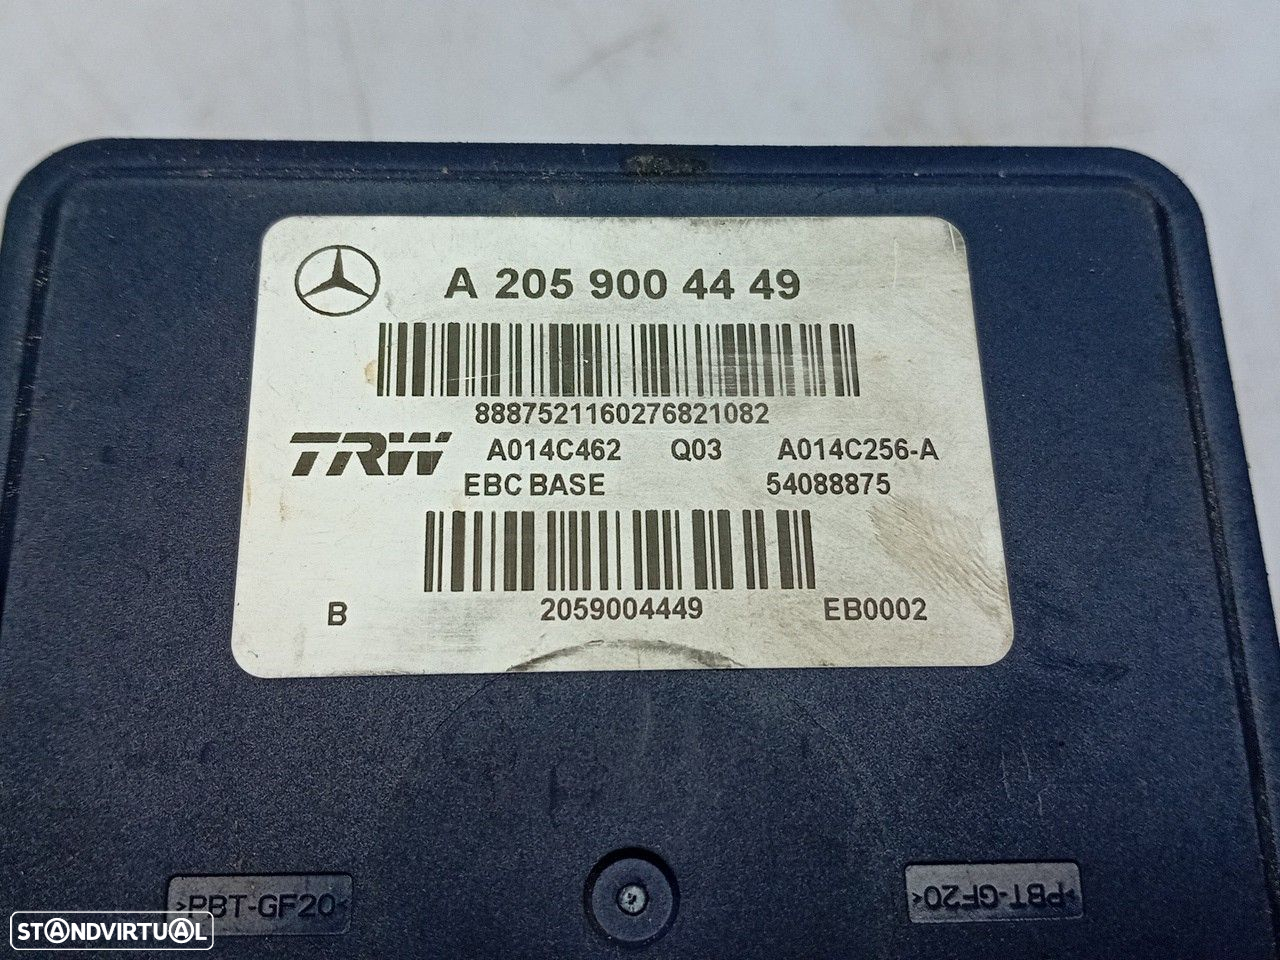 A 205 900 44 49
8887521160276821082
TRW A014C462 Q03 A014C256-A
EBC BASE 54088875
B 2059004449 EB0002
>PBT-GF20< >PBT-GF20<
STANDVIRTUAL